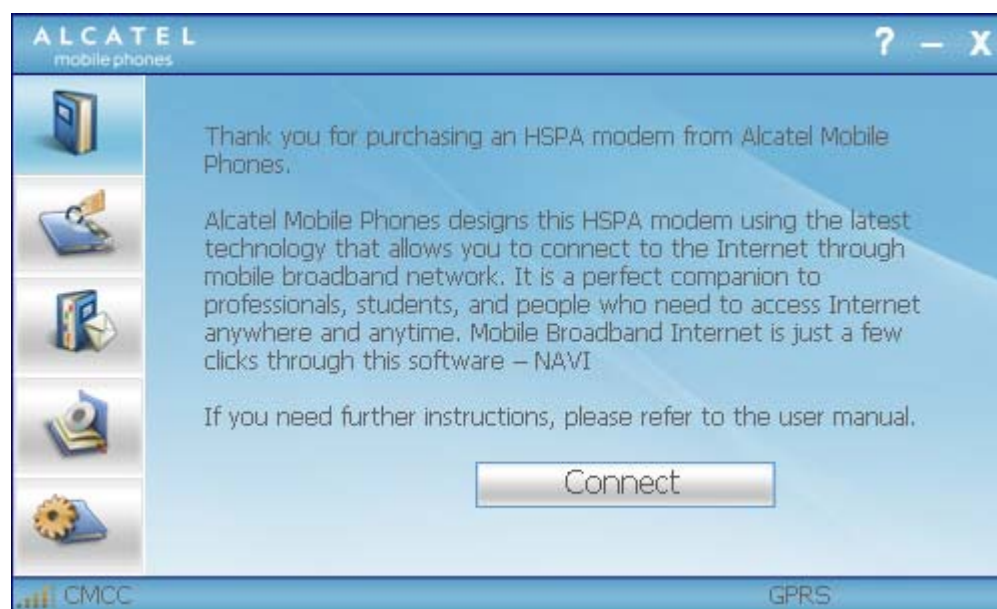 ALCATEL
mobile phones
? – X
Thank you for purchasing an HSPA modem from Alcatel Mobile
Phones.
Alcatel Mobile Phones designs this HSPA modem using the latest
technology that allows you to connect to the Internet through
mobile broadband network. It is a perfect companion to
professionals, students, and people who need to access Internet
anywhere and anytime. Mobile Broadband Internet is just a few
clicks through this software – NAVI
If you need further instructions, please refer to the user manual.
Connect
CMCC
GPRS